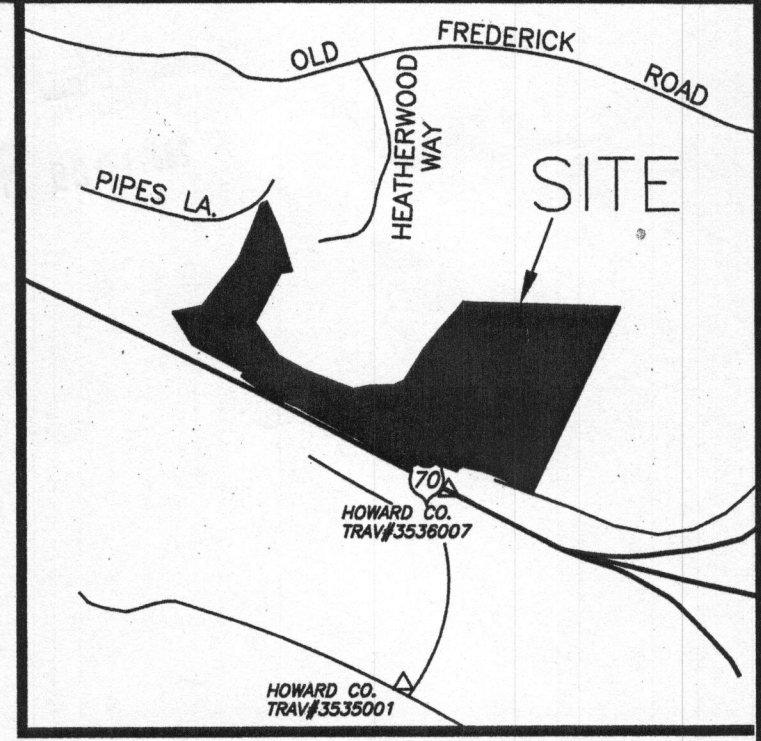 OLD FREDERICK ROAD
HEATHERWOOD
WAY
PIPES LA.
SITE
70
HOWARD CO.
TRAV#3536007
HOWARD CO.
TRAV#3535001